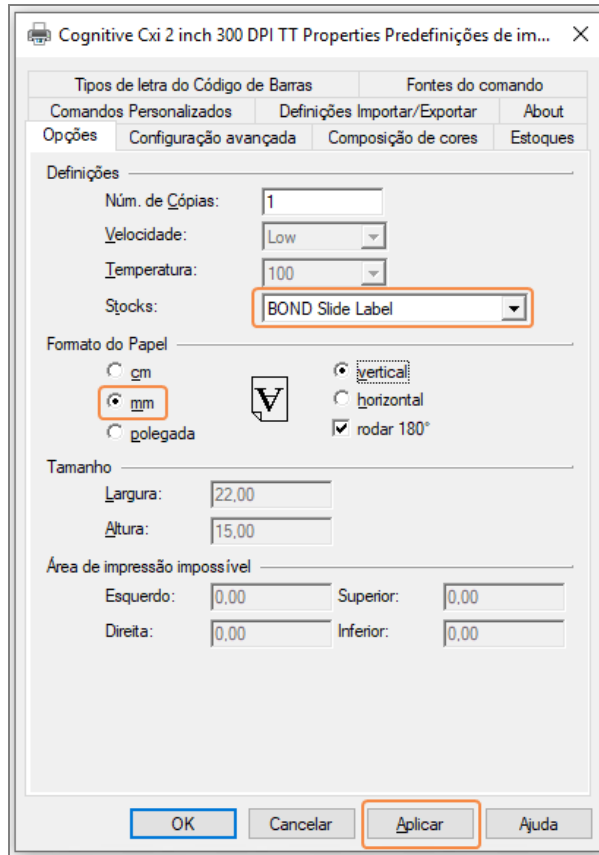 Cognitive Cxi 2 inch 300 DPI TT Properties Predefinições de im...
Tipos de letra do Código de Barras Fontes do comando
Comandos Personalizados Definições Importar/Exportar About
Opções Configuração avançada Composição de cores Estoques
Definições
Núm. de Cópias: 1
Velocidade: Low
Temperatura: 100
Stocks: BOND Slide Label
Formato do Papel
cm vertical
mm A horizontal
polegada rodar 180°
Tamanho
Largura: 22,00
Altura: 15,00
Área de impressão impossível
Esquerdo: 0,00 Superior: 0,00
Direita: 0,00 Inferior: 0,00
OK Cancelar Aplicar Ajuda